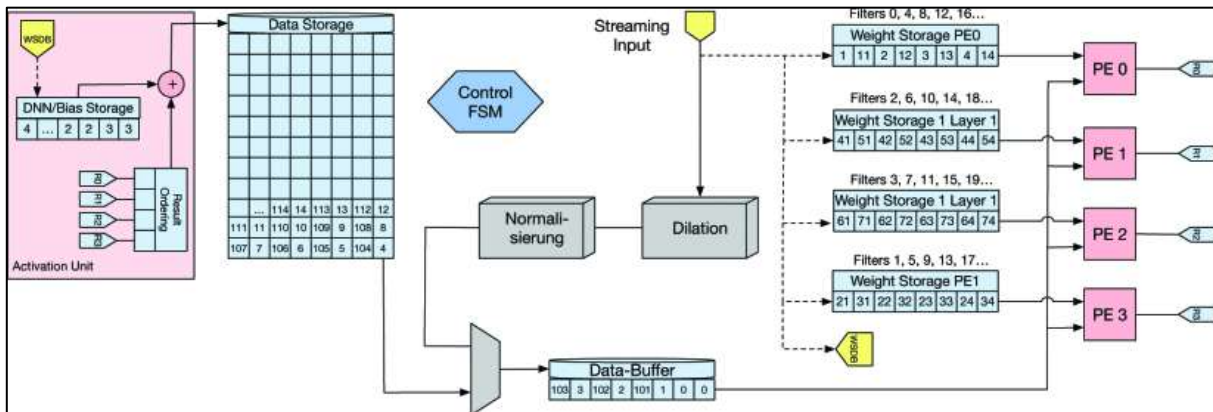 WSDB
DNN/Bias Storage
4 ... 2 2 3 3
R0
R1
R2
R3
Result
Ordering
Activation Unit
Data Storage
... 114 14 113 13 112 12
111 11 110 10 109 9 108 8
107 7 106 6 105 5 104 4
Control
FSM
Streaming
Input
Normali-
sierung
Dilation
Data-Buffer
103 3 102 2 101 1 0 0
Filters 0, 4, 8, 12, 16...
Weight Storage PE0
1 11 2 12 3 13 4 14
Filters 2, 6, 10, 14, 18...
Weight Storage 1 Layer 1
41 51 42 52 43 53 44 54
Filters 3, 7, 11, 15, 19...
Weight Storage 1 Layer 1
61 71 62 72 63 73 64 74
Filters 1, 5, 9, 13, 17...
Weight Storage PE1
21 31 22 32 23 33 24 34
WSDB
PE 0
PE 1
PE 2
PE 3
R0
R1
R2
R3